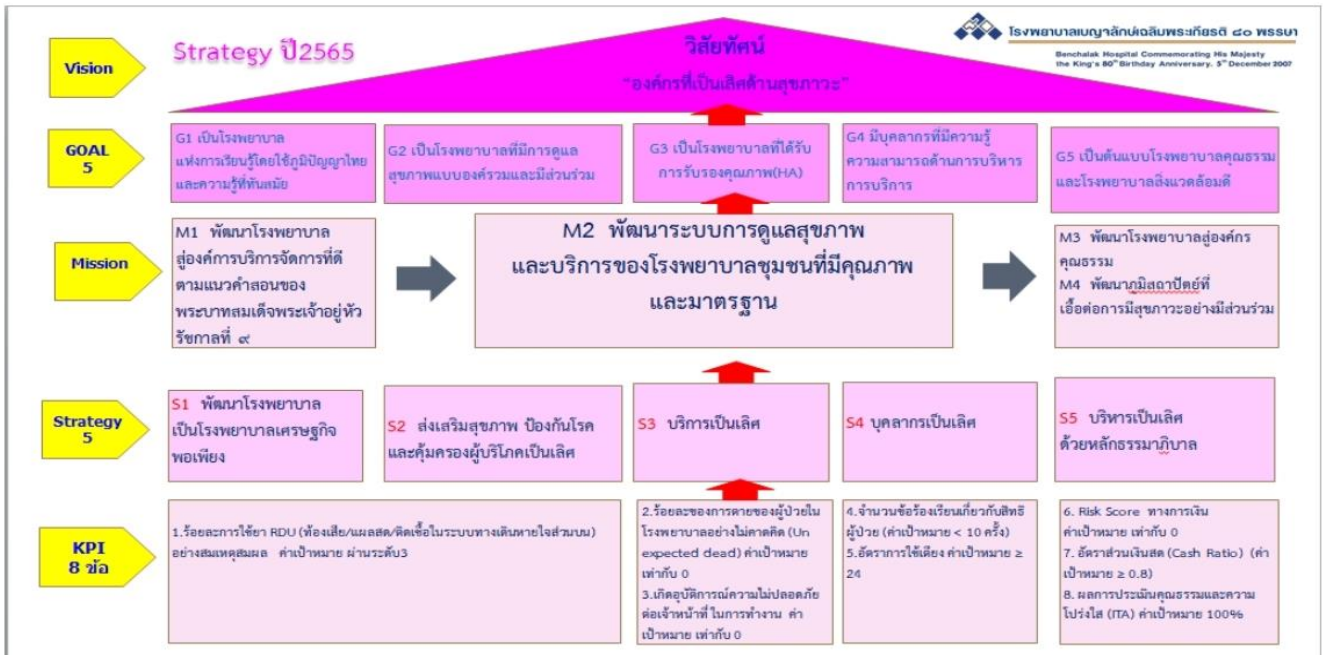 Strategy ปี2565
วิสัยทัศน์
"องค์กรที่เป็นเลิศด้านสุขภาวะ"
โรงพยาบาลเบญจลักษ์เฉลิมพระเกียรติ ๘๐ พรรษา
Benchalak Hospital Commemorating His Majesty
the King's 80th Birthday Anniversary. 5th December 2007
Vision
GOAL
5
G1 เป็นโรงพยาบาล
แห่งการเรียนรู้โดยใช้ภูมิปัญญาไทย
และความรู้ที่ทันสมัย
G2 เป็นโรงพยาบาลที่มีการดูแล
สุขภาพแบบองค์รวมและมีส่วนร่วม
G3 เป็นโรงพยาบาลที่ได้รับ
การรับรองคุณภาพ(HA)
G4 มีบุคลากรที่มีความรู้
ความสามารถด้านการบริหาร
การบริการ
G5 เป็นต้นแบบโรงพยาบาลคุณธรรม
และโรงพยาบาลสิ่งแวดล้อมดี
Mission
M1 พัฒนาโรงพยาบาล
สู่องค์การบริการจัดการที่ดี
ตามแนวคำสอนของ
พระบาทสมเด็จพระเจ้าอยู่หัว
รัชกาลที่ ๙
M2 พัฒนาระบบการดูแลสุขภาพ
และบริการของโรงพยาบาลชุมชนที่มีคุณภาพ
และมาตรฐาน
M3 พัฒนาโรงพยาบาลสู่องค์กร
คุณธรรม
M4 พัฒนาภูมิสถาปัตย์ที่
เอื้อต่อการมีสุขภาวะอย่างมีส่วนร่วม
Strategy
5
S1 พัฒนาโรงพยาบาล
เป็นโรงพยาบาลเศรษฐกิจ
พอเพียง
S2 ส่งเสริมสุขภาพ ป้องกันโรค
และคุ้มครองผู้บริโภคเป็นเลิศ
S3 บริการเป็นเลิศ
S4 บุคลากรเป็นเลิศ
S5 บริหารเป็นเลิศ
ด้วยหลักธรรมาภิบาล
KPI
8 ข้อ
1.ร้อยละการใช้ยา RDU (ท้องเสีย/แผลสด/ติดเชื้อในระบบทางเดินหายใจส่วนบน)
อย่างสมเหตุสมผล ค่าเป้าหมาย ผ่านระดับ3
2.ร้อยละของการตายของผู้ป่วยใน
โรงพยาบาลอย่างไม่คาดคิด (Un
expected dead) ค่าเป้าหมาย
เท่ากับ 0
3.เกิดอุบัติการณ์ความไม่ปลอดภัย
ต่อเจ้าหน้าที่ ในการทำงาน ค่า
เป้าหมาย เท่ากับ 0
4.จำนวนข้อร้องเรียนเกี่ยวกับสิทธิ
ผู้ป่วย (ค่าเป้าหมาย < 10 ครั้ง)
5.อัตราการใช้เตียง ค่าเป้าหมาย ≥
24
6. Risk Score ทางการเงิน
ค่าเป้าหมาย เท่ากับ 0
7. อัตราส่วนเงินสด (Cash Ratio) (ค่า
เป้าหมาย ≥ 0.8)
8. ผลการประเมินคุณธรรมและความ
โปร่งใส (ITA) ค่าเป้าหมาย 100%